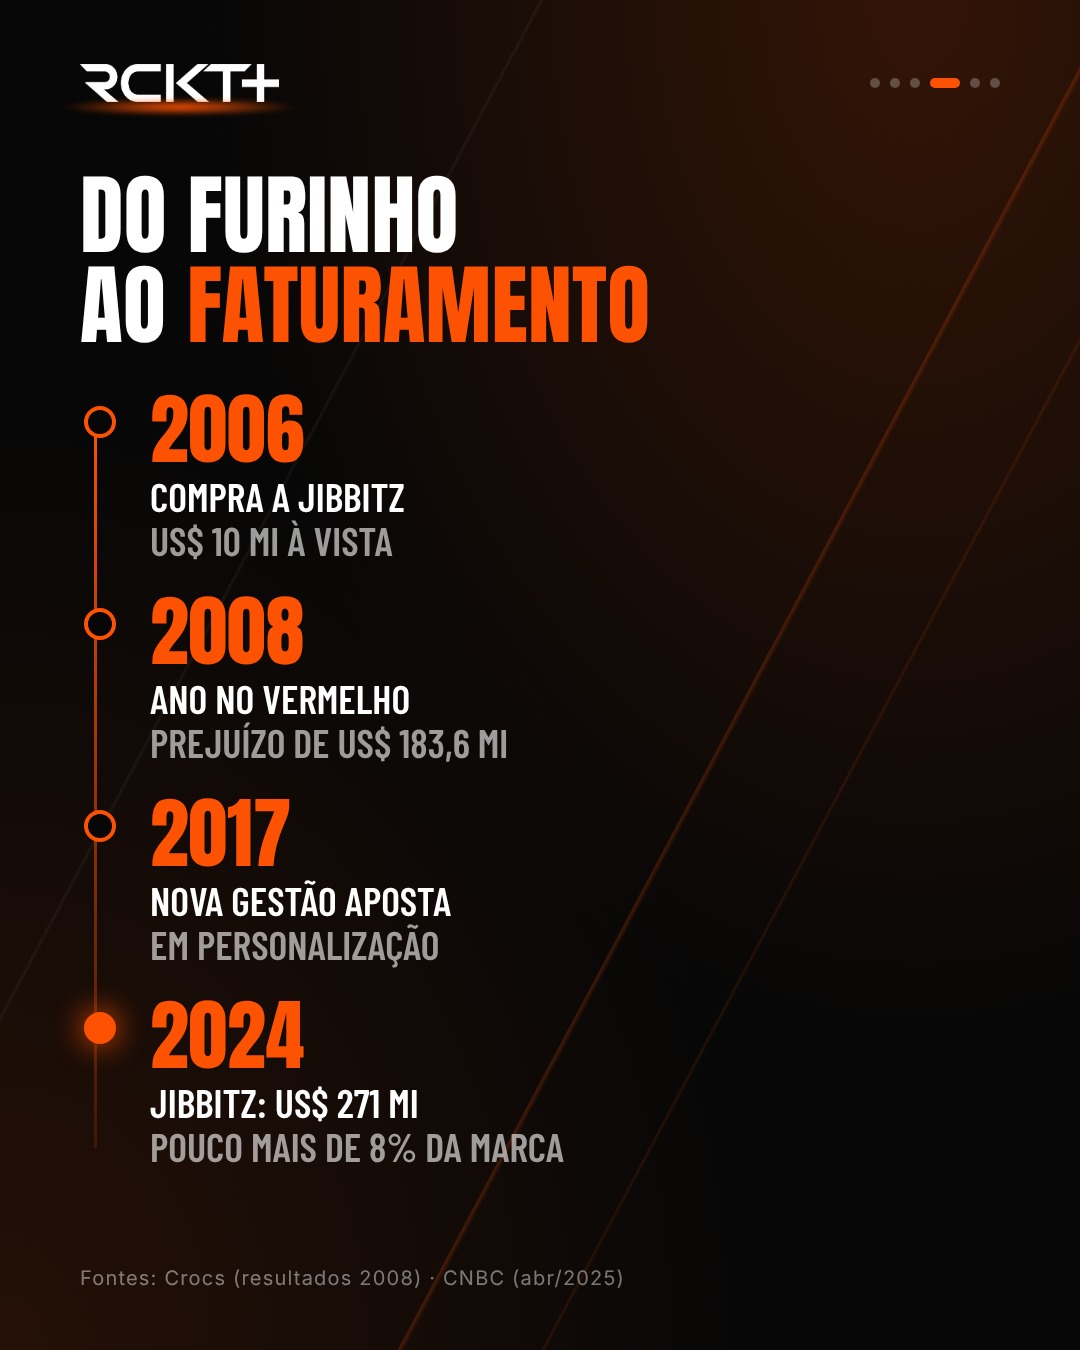 RCKT+
DO FURINHO
AO FATURAMENTO
2006
COMPRA A JIBBITZ
US$ 10 MI À VISTA
2008
ANO NO VERMELHO
PREJUÍZO DE US$ 183,6 MI
2017
NOVA GESTÃO APOSTA
EM PERSONALIZAÇÃO
2024
JIBBITZ: US$ 271 MI
POUCO MAIS DE 8% DA MARCA
Fontes: Crocs (resultados 2008) · CNBC (abr/2025)